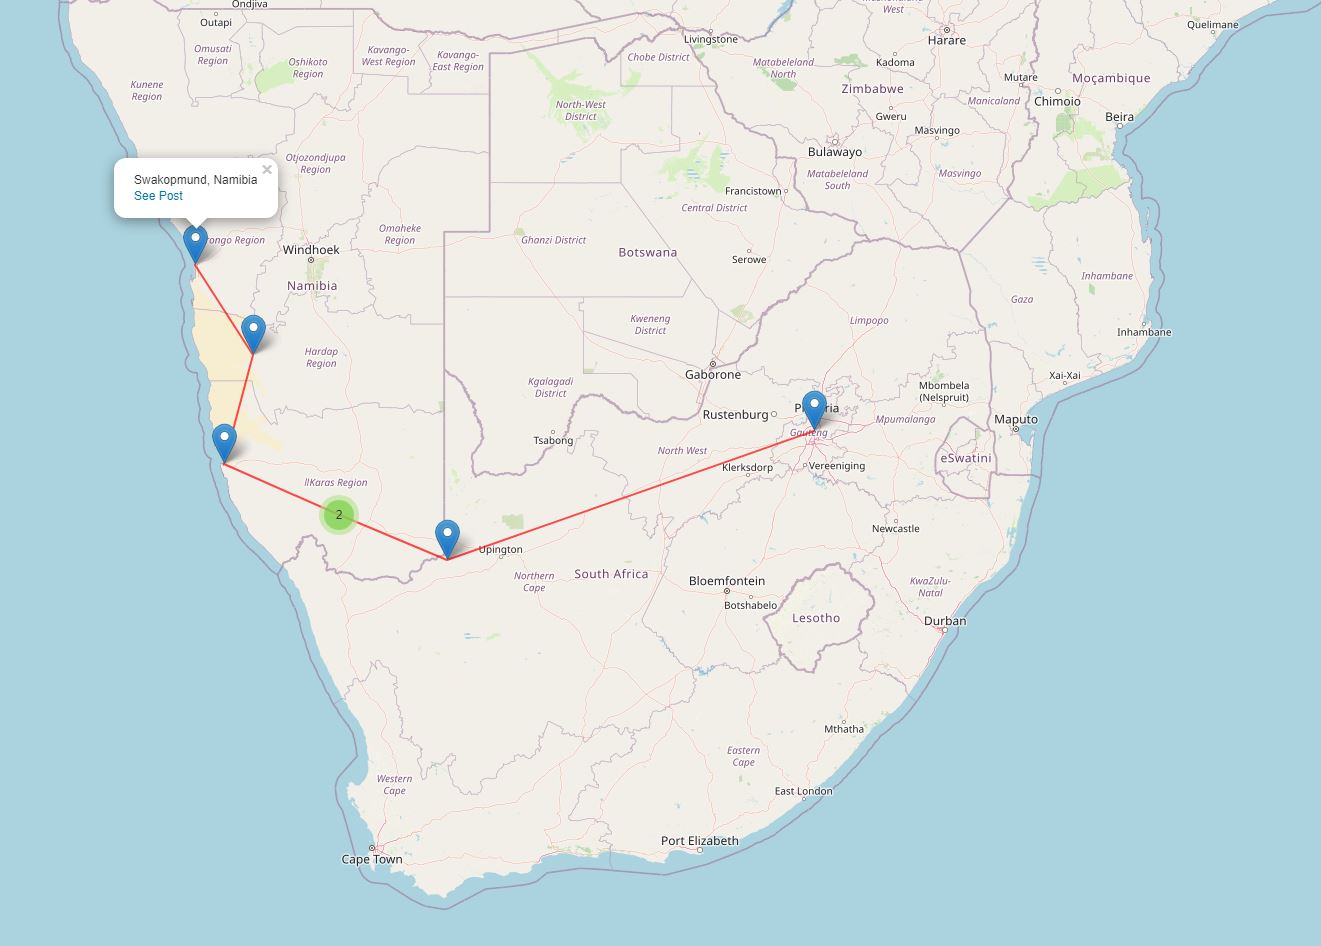 Ondjiva
Outapi
West
Quelimane
Omusati
Region
Oshikoto
Region
Kavango-
West Region
Kavango-
East Region
Livingstone
Chobe District
Harare
Kunene
Region
Matabeleland
North
Kadoma
Mutare
Moçambique
Zimbabwe
Manicaland
Chimoio
Beira
North-West
District
Gweru
Masvingo
Otjozondjupa
Region
Bulawayo
Matabeleland
South
Masvingo
Swakopmund, Namibia
×
See Post
Francistown
Central District
ongo Region
Omaheke
Region
Windhoek
Ghanzi District
Botswana
Serowe
Namibia
Inhambane
Gaza
Kweneng
District
Limpopo
Inhambane
Hardap
Region
Gaborone
Xai-Xai
Kgalagadi
District
Mbombela
(Nelspruit)
Rustenburg
Mpumalanga
Maputo
Gauteng
Tsabong
North West
eSwatini
Klerksdorp
Vereeniging
llKaras Region
2
Newcastle
Upington
Northern
Cape
South Africa
Bloemfontein
Botshabelo
KwaZulu-
Natal
Lesotho
Durban
Mthatha
Eastern
Cape
Western
Cape
East London
Port Elizabeth
Cape Town